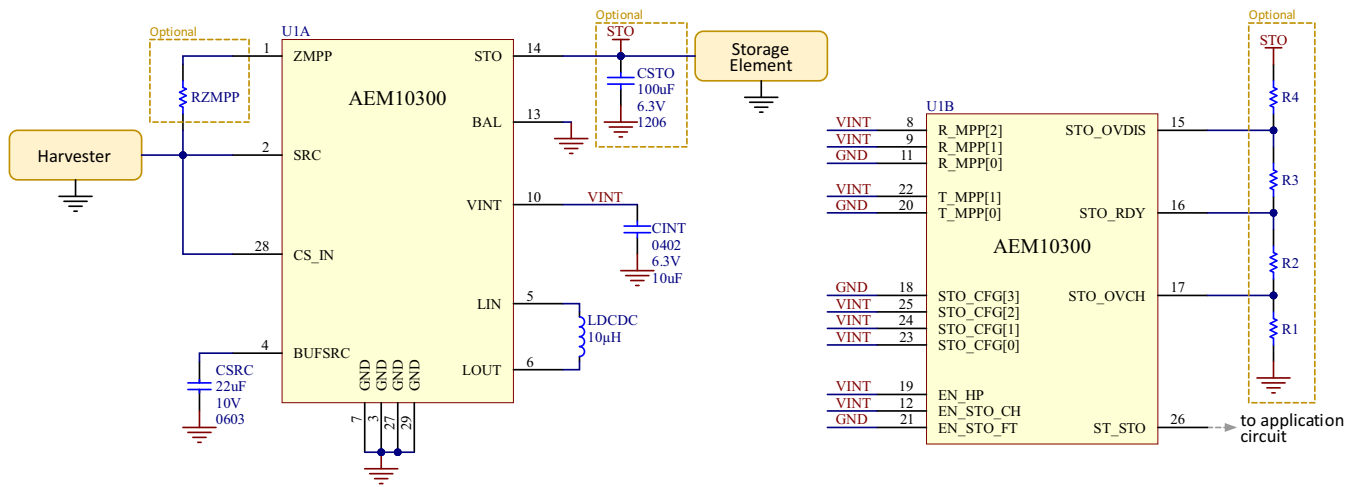 Optional
RZMPP
Harvester
U1A
AEM10300
1
ZMPP
2
SRC
28
CS_IN
4
BUFSRC
CSRC
22uF
10V
0603
GND
GND
GND
GND
7
3
27
29
STO
14
BAL
13
VINT
10
VINT
LIN
5
LOUT
6
Optional
STO
CSTO
100uF
6.3V
1206
Storage
Element
CINT
0402
6.3V
10uF
LDCDC
10µH
U1B
AEM10300
VINT 8 R_MPP[2]
VINT 9 R_MPP[1]
GND 11 R_MPP[0]
VINT 22 T_MPP[1]
GND 20 T_MPP[0]
GND 18 STO_CFG[3]
VINT 25 STO_CFG[2]
VINT 24 STO_CFG[1]
VINT 23 STO_CFG[0]
VINT 19 EN_HP
VINT 12 EN_STO_CH
GND 21 EN_STO_FT
STO_OVDIS 15
STO_RDY 16
STO_OVCH 17
ST_STO 26
to application
circuit
Optional
STO
R4
R3
R2
R1